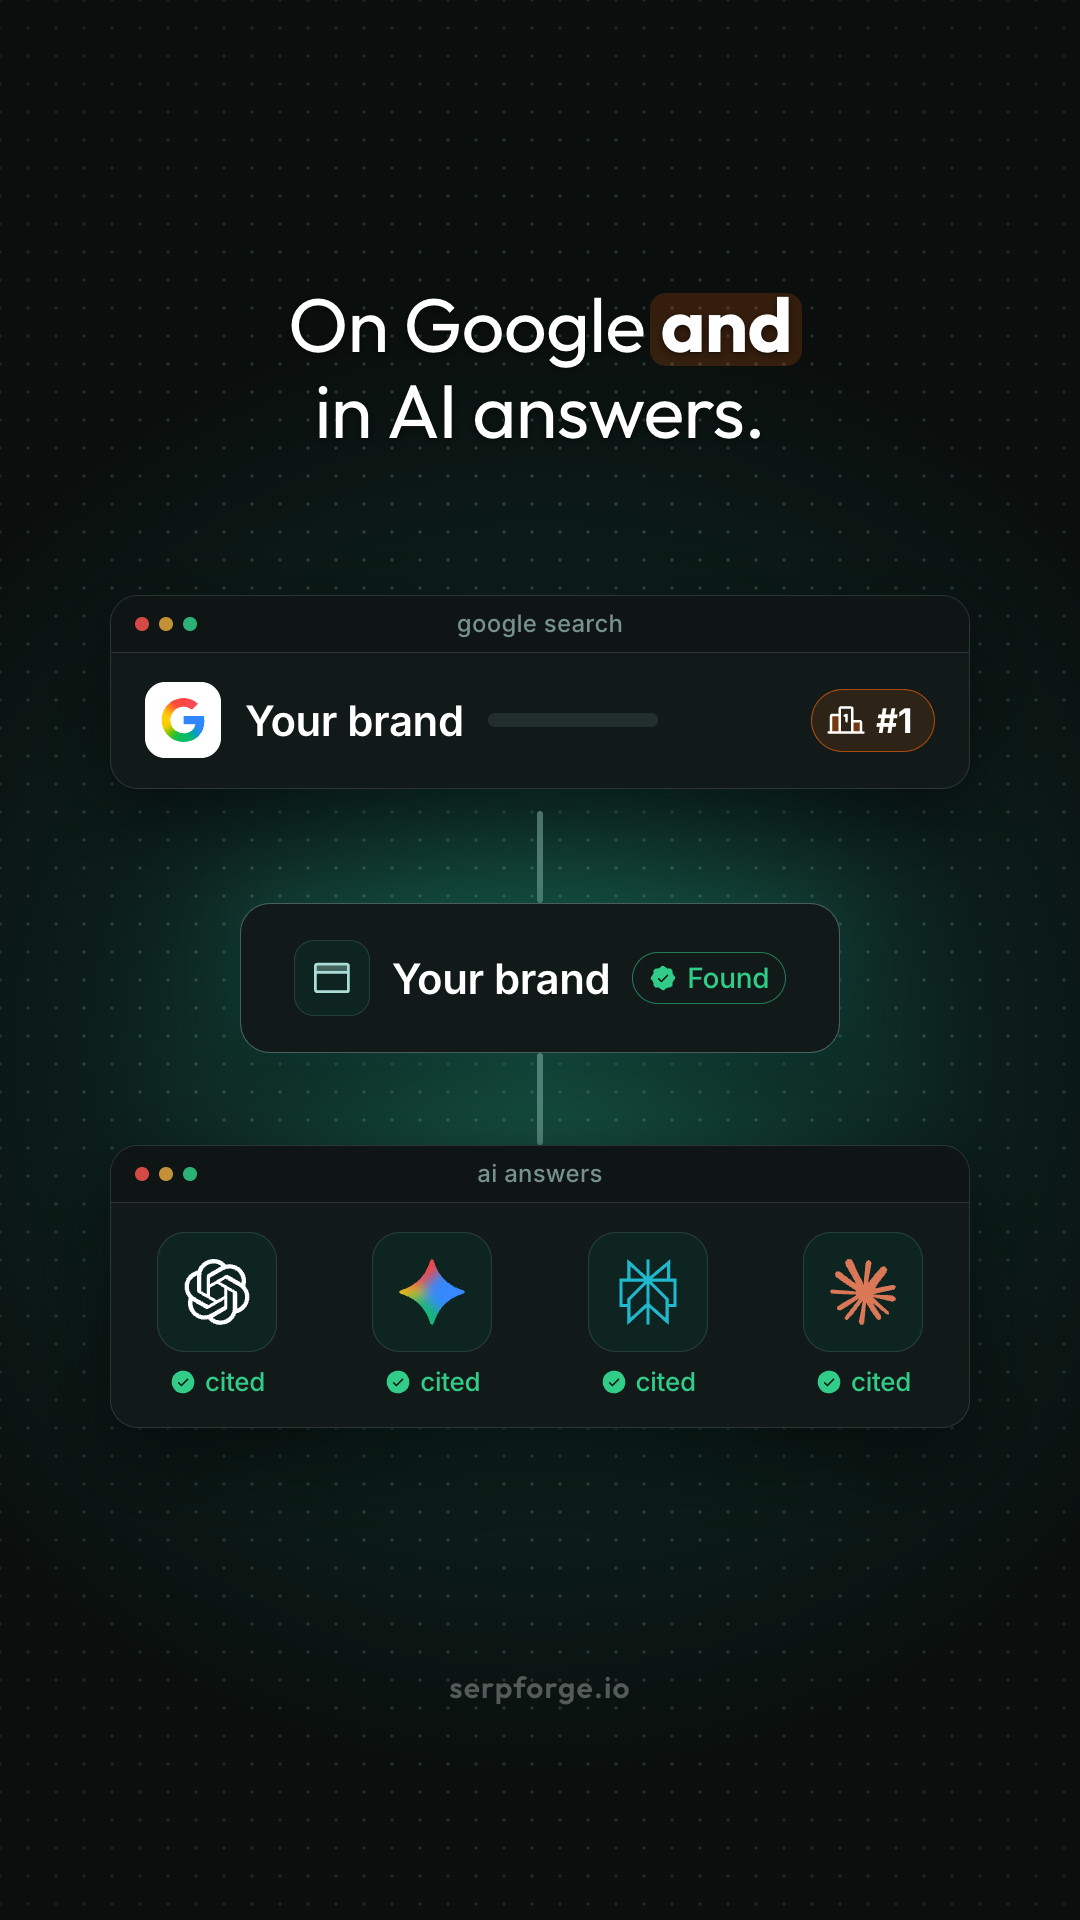 On Google and
in AI answers.
google search
Your brand
#1
Your brand
Found
ai answers
cited
cited
cited
cited
serpforge.io